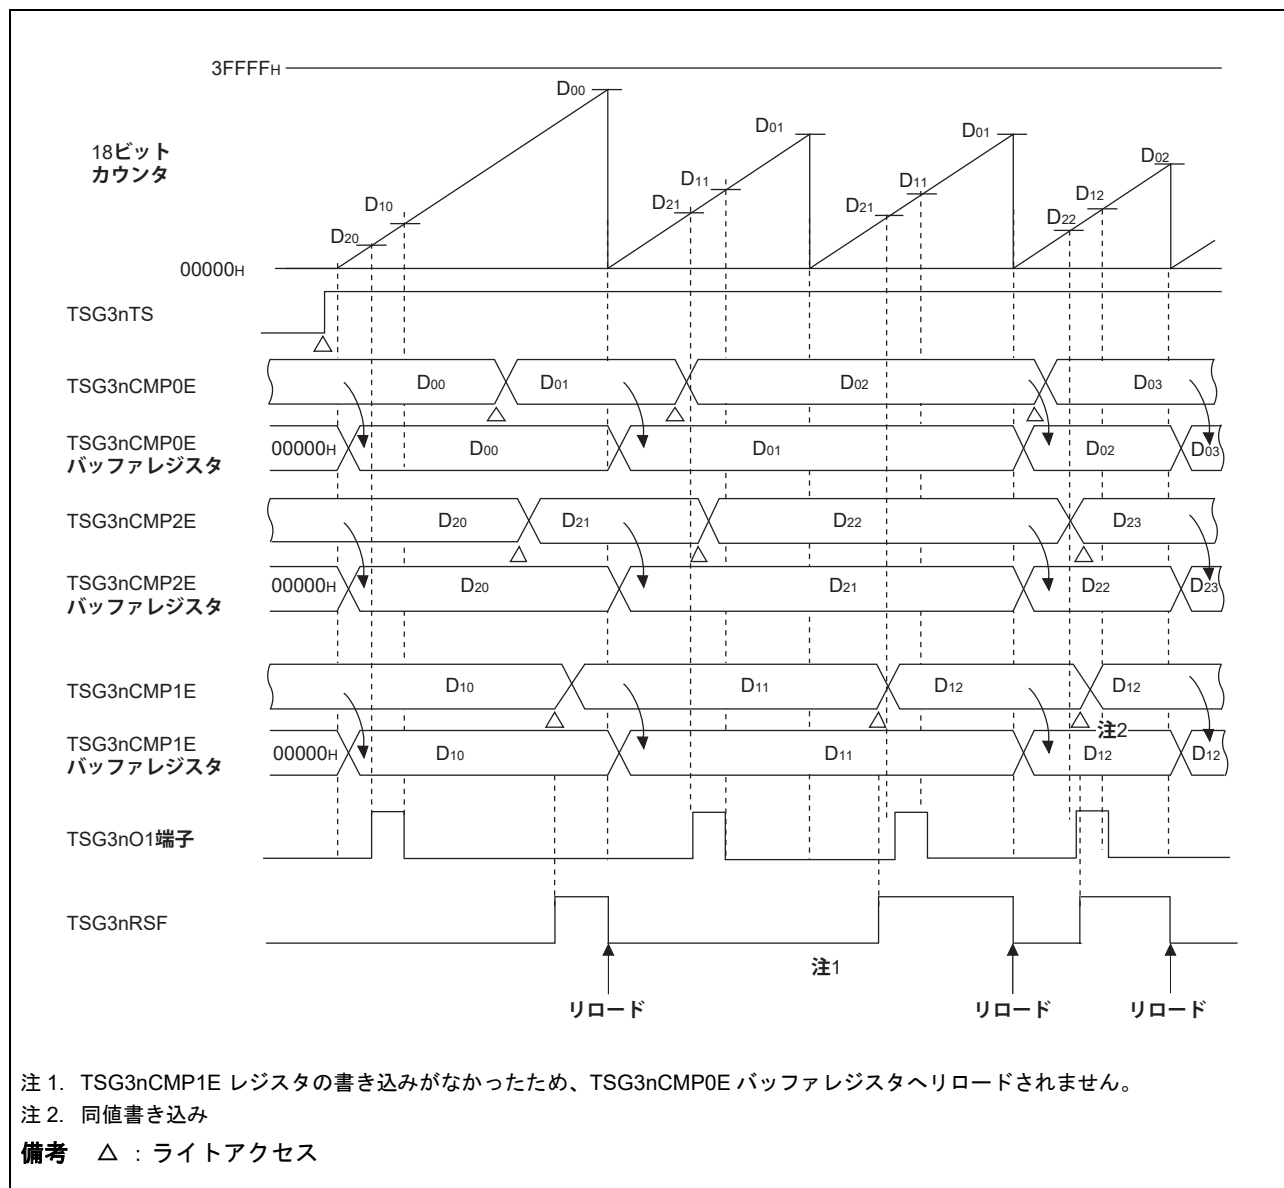 3FFFFH
D00
D01
D01
D02
18ビット
カウンタ
D10
D20
D11
D21
D11
D21
D12
D22
00000H
TSG3nTS
TSG3nCMP0E
D00
D01
D02
D03
TSG3nCMP0E
バッファレジスタ
00000H
D00
D01
D02
D03
TSG3nCMP2E
D20
D21
D22
D23
TSG3nCMP2E
バッファレジスタ
00000H
D20
D21
D22
D23
TSG3nCMP1E
D10
D11
D12
D12
注2
TSG3nCMP1E
バッファレジスタ
00000H
D10
D11
D12
D12
TSG3nO1端子
TSG3nRSF
注1
リロード
リロード
リロード
注 1. TSG3nCMP1E レジスタの書き込みがなかったため、TSG3nCMP0E バッファレジスタへリロードされません。
注 2. 同値書き込み
備考 △ : ライトアクセス